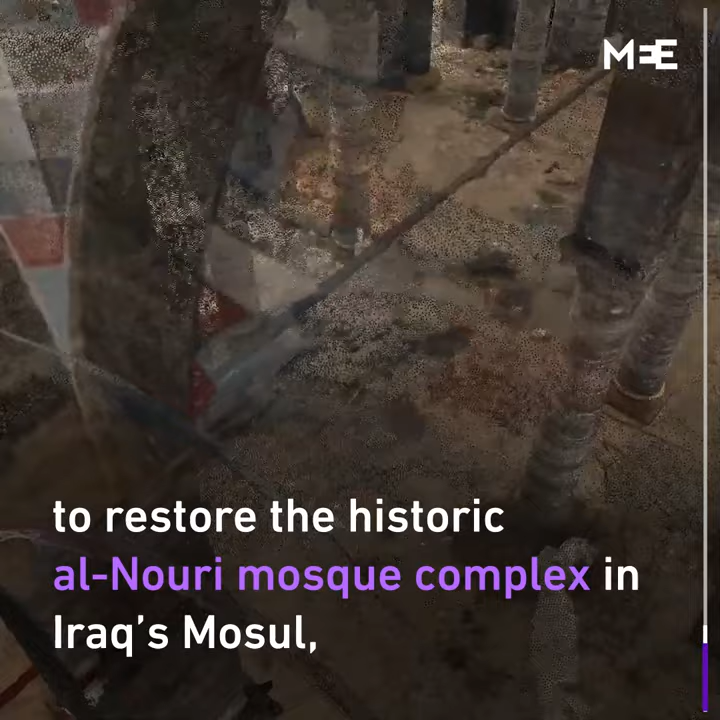 MEE
to restore the historic
al-Nouri mosque complex in
Iraq's Mosul,